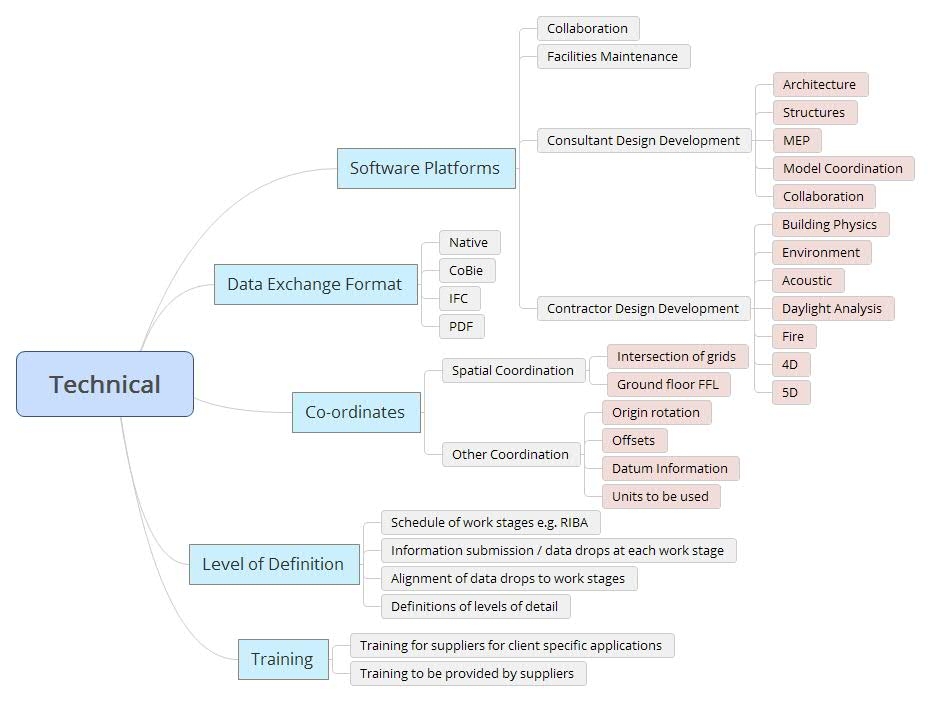 Technical
Software Platforms
Collaboration
Facilities Maintenance
Consultant Design Development
Architecture
Structures
MEP
Model Coordination
Collaboration
Contractor Design Development
Building Physics
Environment
Acoustic
Daylight Analysis
Fire
4D
5D
Data Exchange Format
Native
CoBie
IFC
PDF
Co-ordinates
Spatial Coordination
Intersection of grids
Ground floor FFL
Other Coordination
Origin rotation
Offsets
Datum Information
Units to be used
Level of Definition
Schedule of work stages e.g. RIBA
Information submission / data drops at each work stage
Alignment of data drops to work stages
Definitions of levels of detail
Training
Training for suppliers for client specific applications
Training to be provided by suppliers